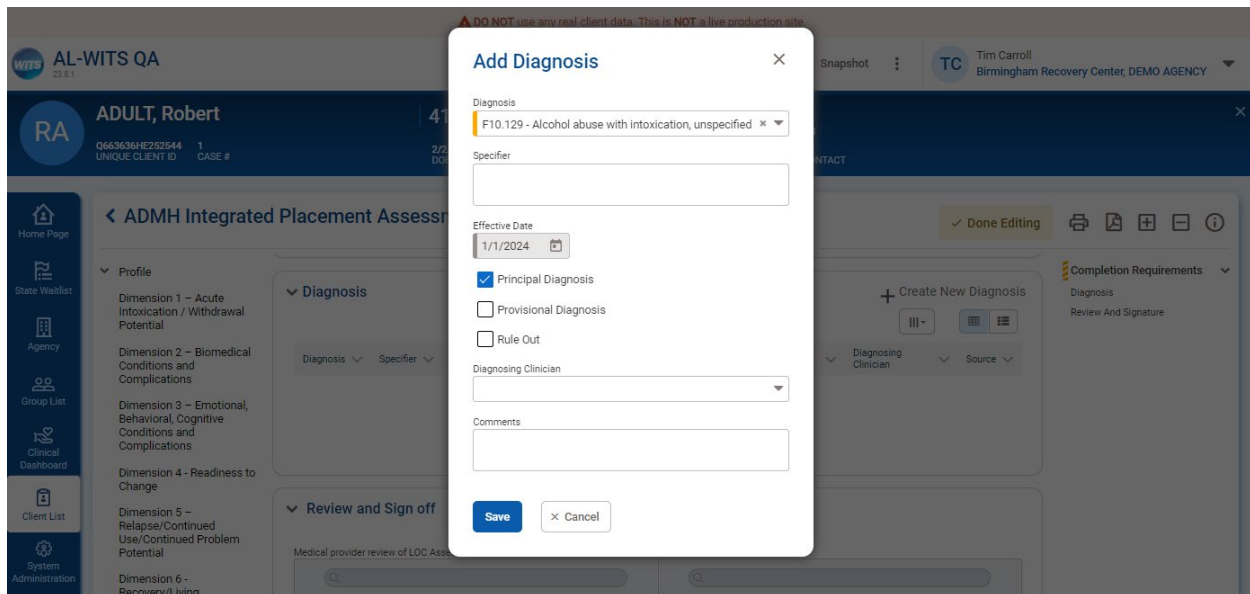 DO NOT use any real client data. This is NOT a live production site.
WITS
AL-WITS QA
23.8.1
Snapshot
TC
Tim Carroll
Birmingham Recovery Center, DEMO AGENCY
RA
ADULT, Robert
41
Q663636HE252544 1
UNIQUE CLIENT ID CASE #
2/2
NTACT
Home Page
State Waitlist
Agency
Group List
Clinical
Dashboard
Client List
System
Administration
ADMH Integrated Placement Assessm
Done Editing
Profile
Dimension 1 – Acute
Intoxication / Withdrawal
Potential
Dimension 2 – Biomedical
Conditions and
Complications
Dimension 3 – Emotional,
Behavioral, Cognitive
Conditions and
Complications
Dimension 4 - Readiness to
Change
Dimension 5 –
Relapse/Continued
Use/Continued Problem
Potential
Dimension 6 -
Recovery/Living
Diagnosis
Create New Diagnosis
Diagnosis Specifier
Diagnosing
Clinician
Source
Review and Sign off
Medical provider review of LOC Asse
Completion Requirements
Diagnosis
Review And Signature
Add Diagnosis
Diagnosis
F10.129 - Alcohol abuse with intoxication, unspecified
Specifier
Effective Date
1/1/2024
Principal Diagnosis
Provisional Diagnosis
Rule Out
Diagnosing Clinician
Comments
Save
Cancel